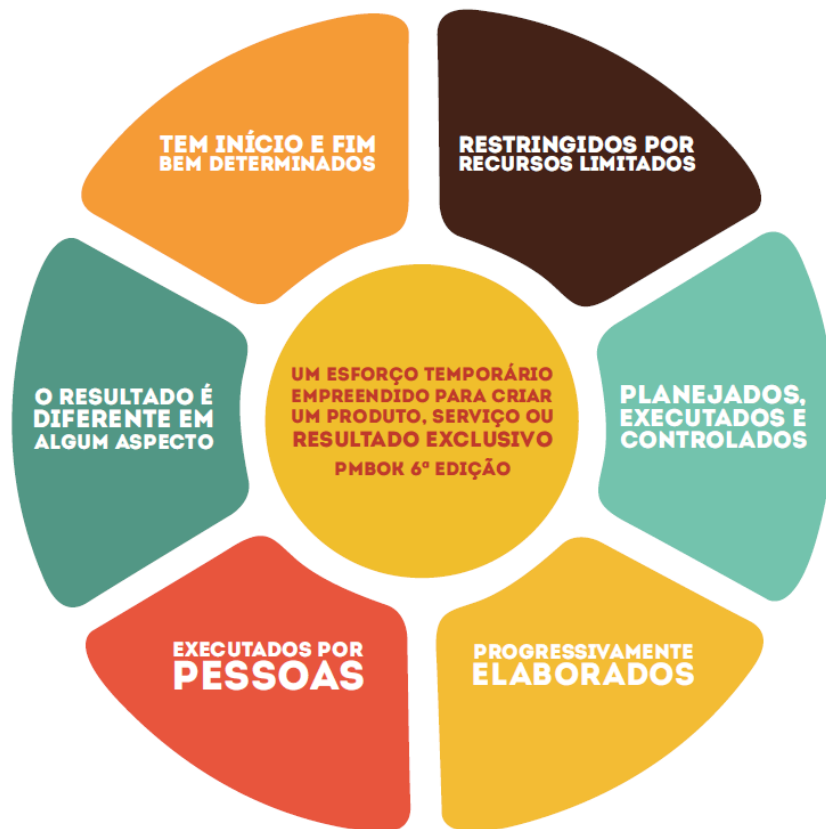 TEM INÍCIO E FIM
BEM DETERMINADOS
RESTRINGIDOS POR
RECURSOS LIMITADOS
O RESULTADO É
DIFERENTE EM
ALGUM ASPECTO
UM ESFORÇO TEMPORÁRIO
EMPREENDIDO PARA CRIAR
UM PRODUTO, SERVIÇO OU
RESULTADO EXCLUSIVO
PMBOK 6ª EDIÇÃO
PLANEJADOS,
EXECUTADOS E
CONTROLADOS
EXECUTADOS POR
PESSOAS
PROGRESSIVAMENTE
ELABORADOS